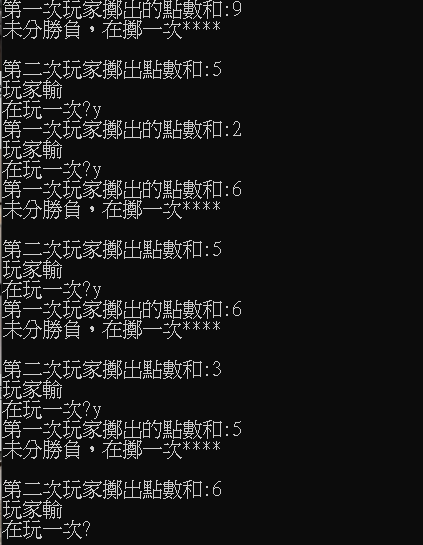 第一次玩家擲出的點數和:9
未分勝負，在擲一次****
第二次玩家擲出點數和:5
玩家輸
在玩一次?y
第一次玩家擲出的點數和:2
玩家輸
在玩一次?y
第一次玩家擲出的點數和:6
未分勝負，在擲一次****
第二次玩家擲出點數和:5
玩家輸
在玩一次?y
第一次玩家擲出的點數和:6
未分勝負，在擲一次****
第二次玩家擲出點數和:3
玩家輸
在玩一次?y
第一次玩家擲出的點數和:5
未分勝負，在擲一次****
第二次玩家擲出點數和:6
玩家輸
在玩一次?